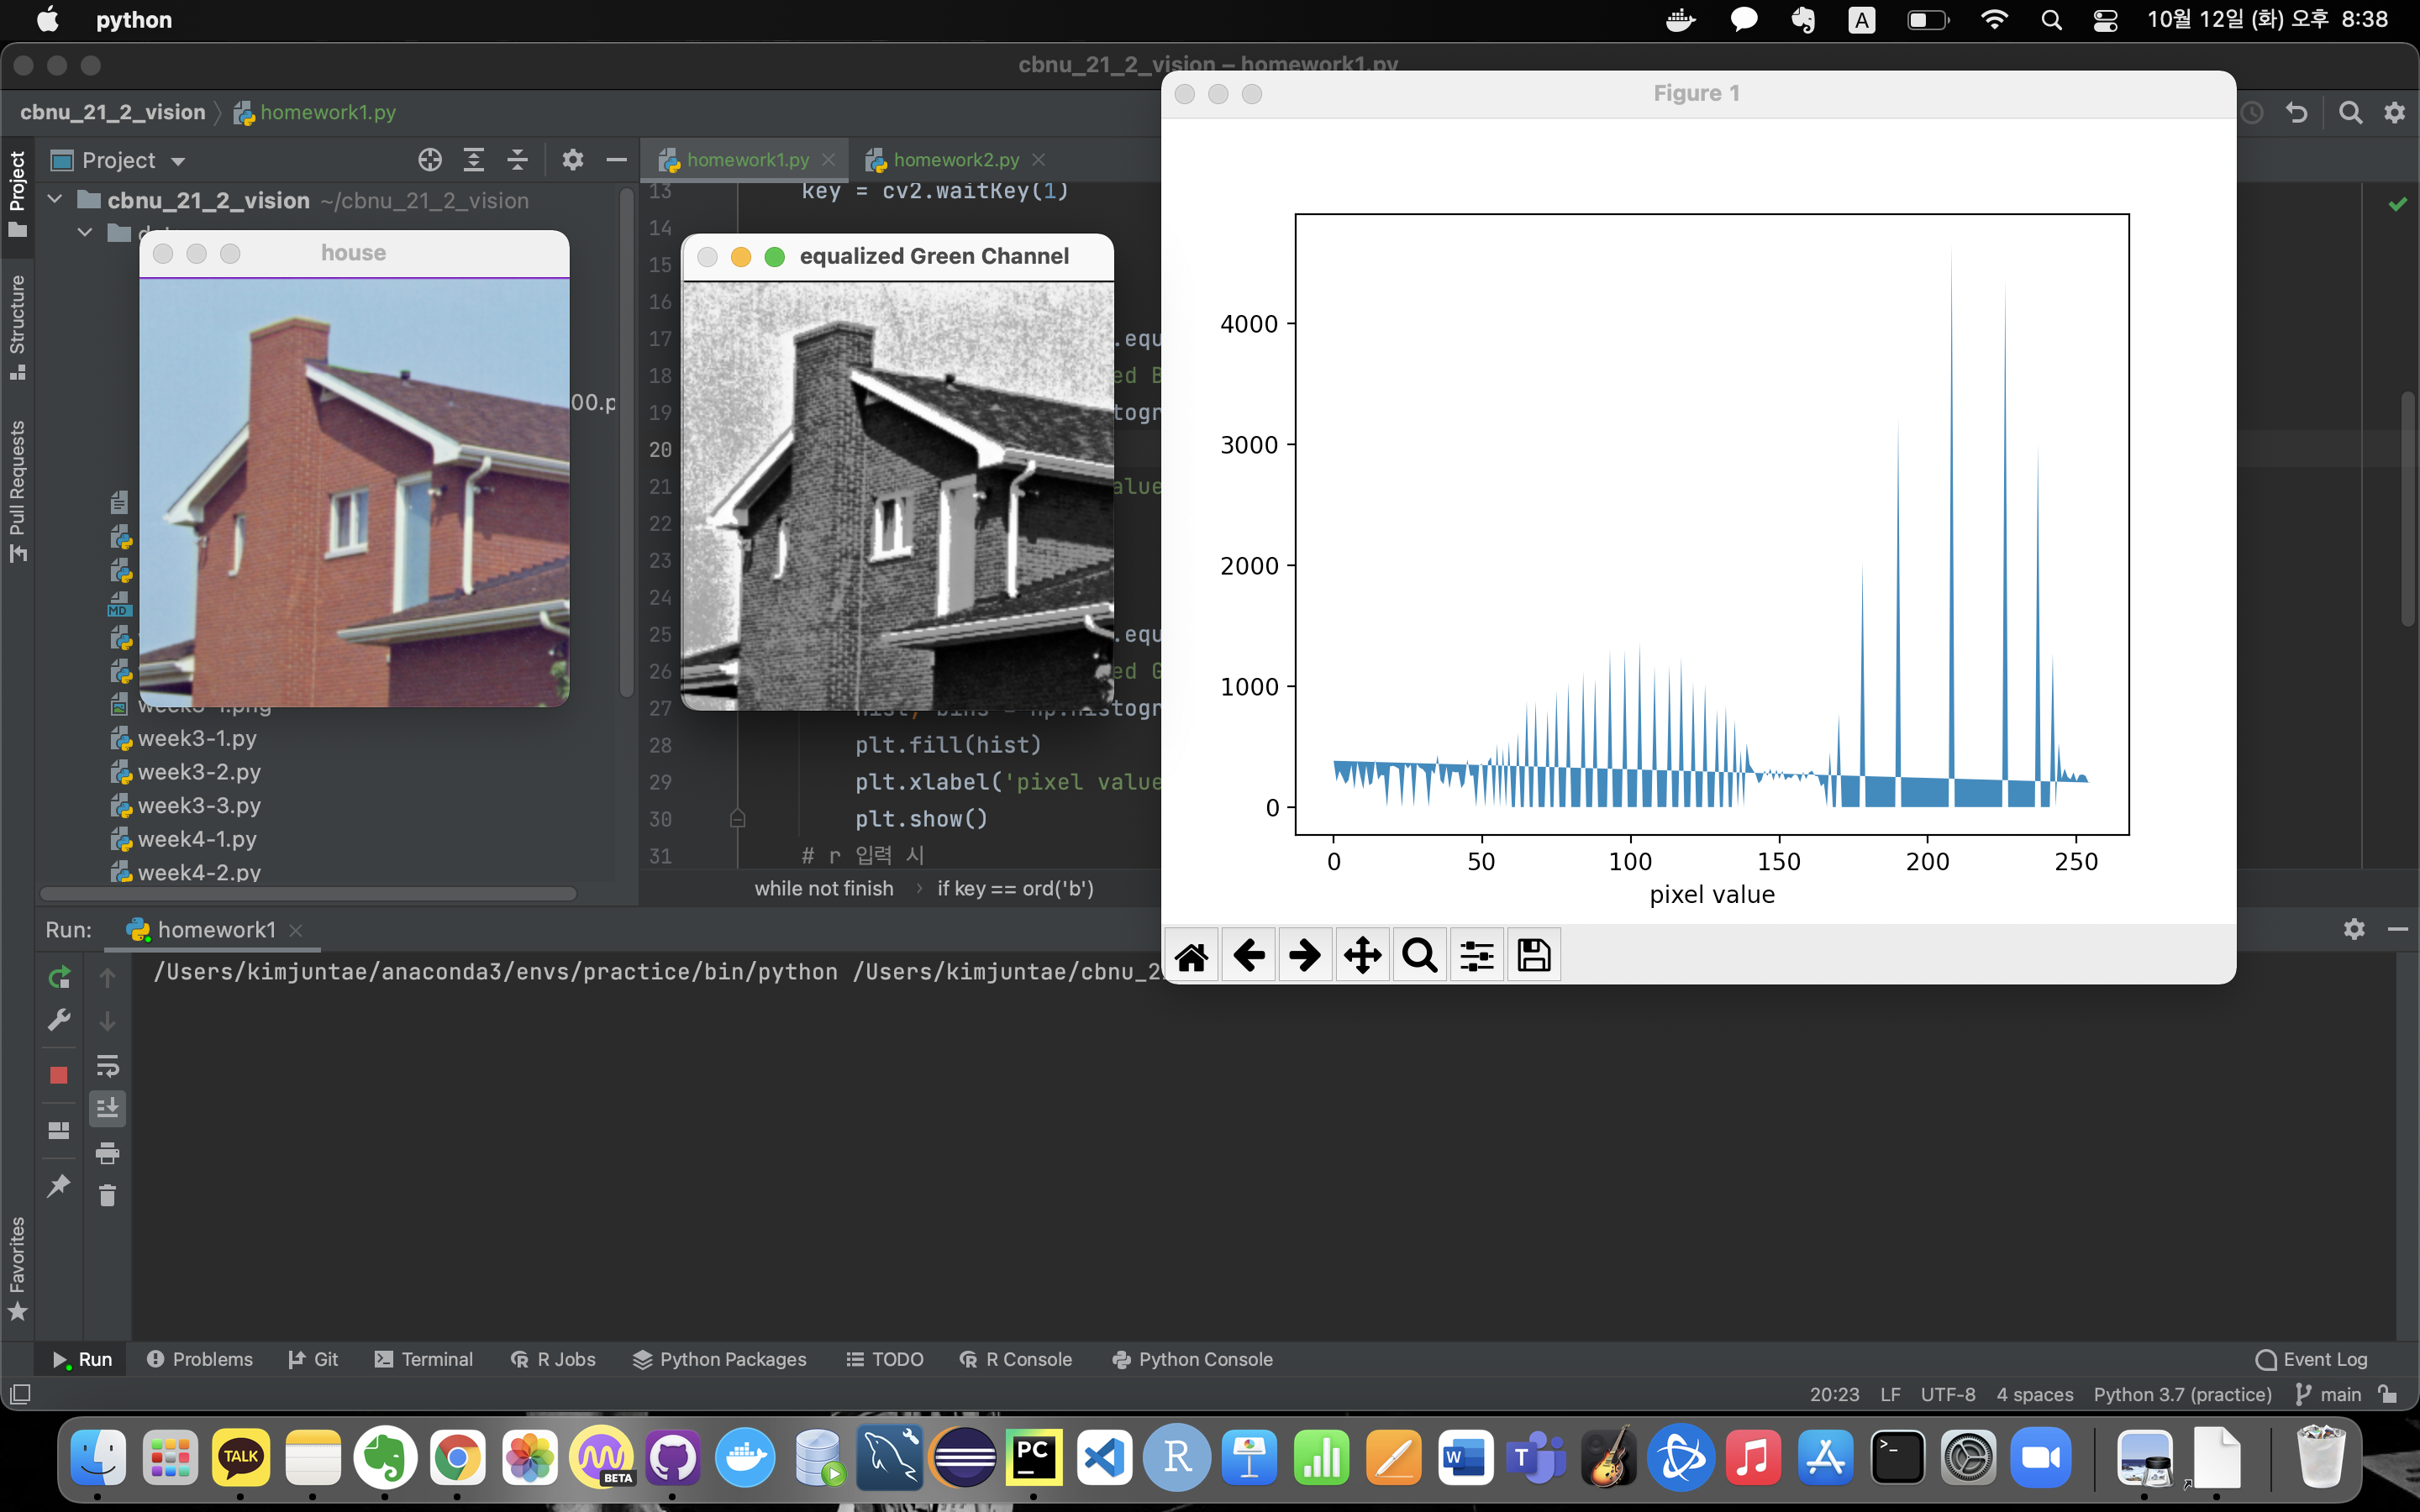 python
A
10월 12일 (화) 오후 8:38
cbnu_21_2_vision – homework1.py
cbnu_21_2_vision
homework1.py
Project
homework1.py
homework2.py
Project
Structure
Pull Requests
Favorites
cbnu_21_2_vision ~/cbnu_21_2_vision
00.p
MD
week3-1.py
week3-2.py
week3-3.py
week4-1.py
week4-2.py
house
equalized Green Channel
13 key = cv2.waitKey(1)
14
15
16
17 .equ
18 ed B
19 togr
20
21 alue
22
23
24
25 .equ
26 ed G
27 hist, bins = np.histogr
28 plt.fill(hist)
29 plt.xlabel('pixel value
30 plt.show()
31 # r 입력 시
while not finish
if key == ord('b')
Figure 1
4000
3000
2000
1000
0
0 50 100 150 200 250
pixel value
Run:
homework1
/Users/kimjuntae/anaconda3/envs/practice/bin/python /Users/kimjuntae/cbnu_2
Run
Problems
Git
Terminal
R Jobs
Python Packages
TODO
R Console
Python Console
Event Log
20:23 LF UTF-8 4 spaces Python 3.7 (practice) main
TALK
BETA
PC
R
W
T
>_